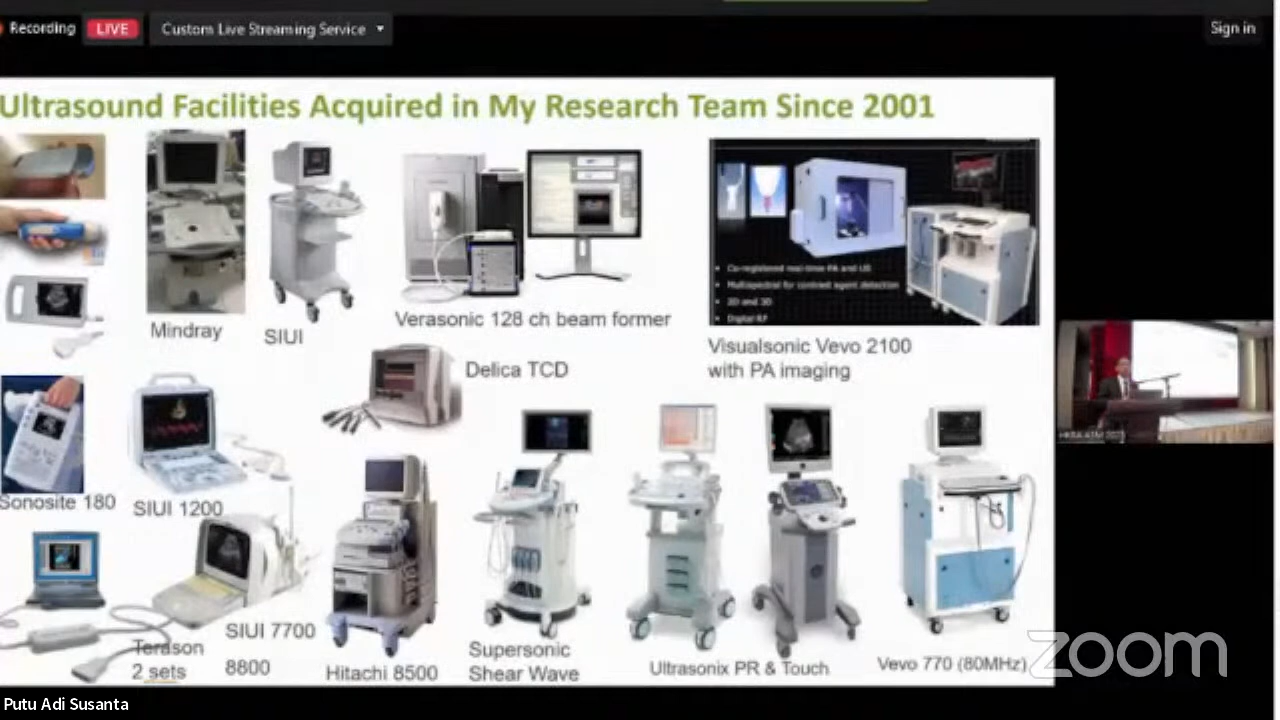 Recording
LIVE
Custom Live Streaming Service
Sign in
Ultrasound Facilities Acquired in My Research Team Since 2001
Mindray
SIUI
Verasonic 128 ch beam former
Co-registered real-time PA and US
Multispectral for contrast agent detection
2D and 3D
Digital RF
Visualsonic Vevo 2100
with PA imaging
Delica TCD
Sonosite 180
SIUI 1200
Terason
2 sets
SIUI 7700
8800
Hitachi 8500
Supersonic
Shear Wave
Ultrasonix PR & Touch
Vevo 770 (80MHz)
zoom
Putu Adi Susanta